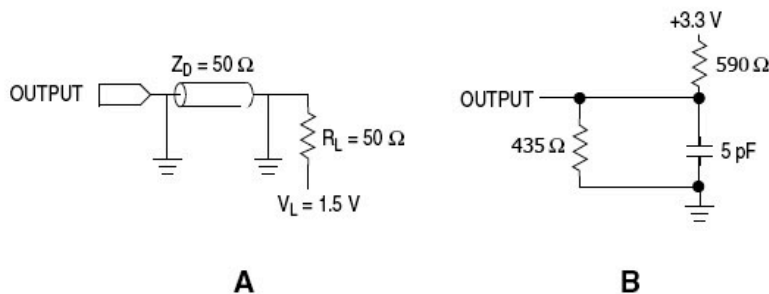 Z_D = 50 Ω
OUTPUT
R_L = 50 Ω
V_L = 1.5 V
A
+3.3 V
590 Ω
OUTPUT
435 Ω
5 pF
B